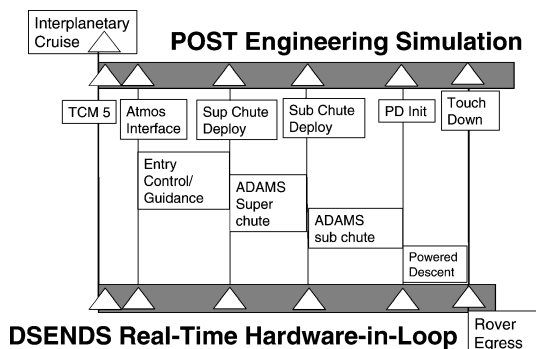 Interplanetary
Cruise
POST Engineering Simulation
TCM 5
Atmos
Interface
Sup Chute
Deploy
Sub Chute
Deploy
PD Init
Touch
Down
Entry
Control/
Guidance
ADAMS
Super
chute
ADAMS
sub chute
Powered
Descent
DSENDS Real-Time Hardware-in-Loop
Rover
Egress